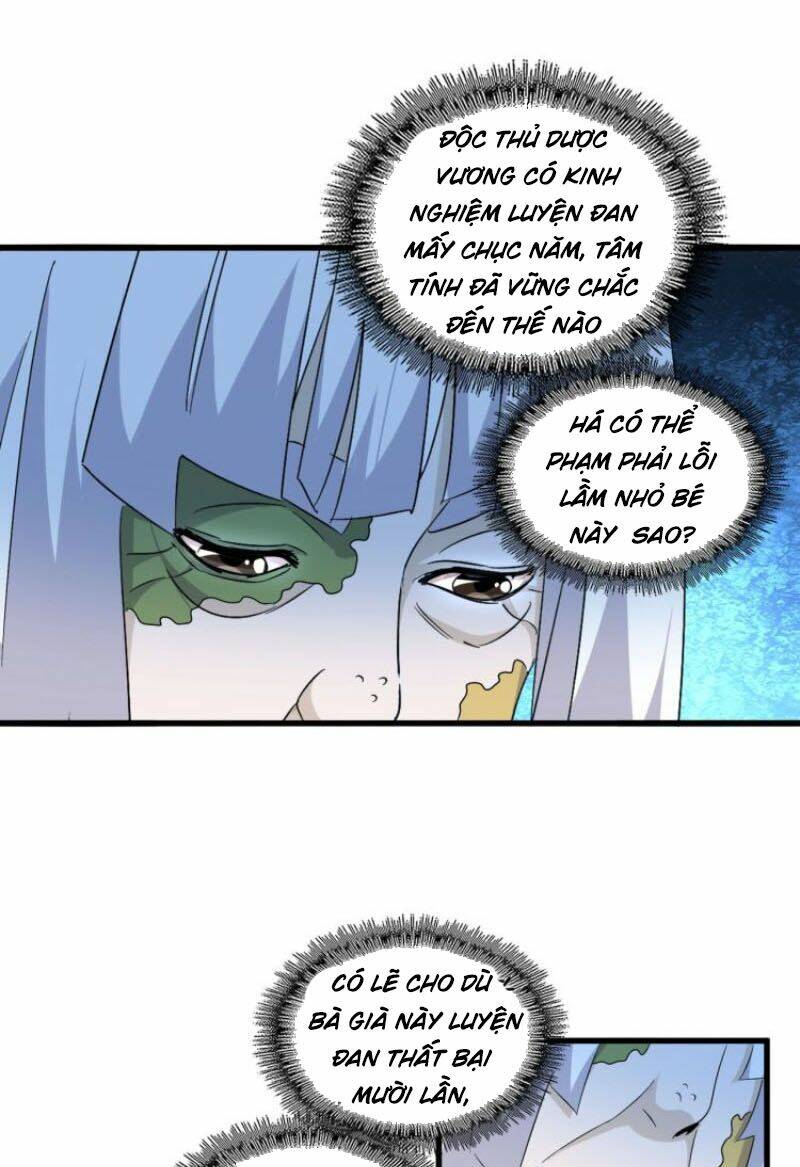 ĐỘC THỦ DƯỢC
VƯƠNG CÓ KINH
NGHIỆM LUYỆN ĐAN
MẤY CHỤC NĂM, TÂM
TÍNH ĐÃ VỮNG CHẮC
ĐẾN THẾ NÀO
HÁ CÓ THỂ
PHẠM PHẢI LỖI
LẦM NHỎ BÉ
NÀY SAO?
CÓ LẼ CHO DÙ
BÀ GIÀ NÀY LUYỆN
ĐAN THẤT BẠI
MƯỜI LẦN,